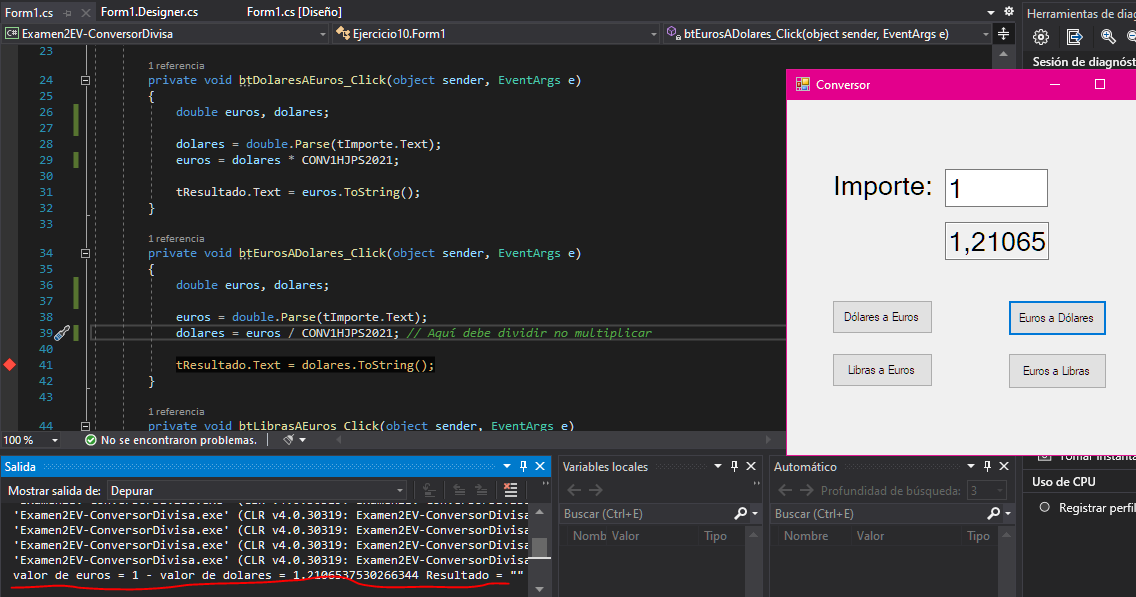 Form1.cs
Form1.Designer.cs
Form1.cs [Diseño]
Herramientas de diag
C# Examen2EV-ConversorDivisa
Ejercicio10.Form1
btEurosADolares_Click(object sender, EventArgs e)
Sesión de diagnóst
23
1 referencia
24 private void btDolaresAEuros_Click(object sender, EventArgs e)
25 {
26 double euros, dolares;
27
28 dolares = double.Parse(tImporte.Text);
29 euros = dolares * CONV1HJPS2021;
30
31 tResultado.Text = euros.ToString();
32 }
33
1 referencia
34 private void btEurosADolares_Click(object sender, EventArgs e)
35 {
36 double euros, dolares;
37
38 euros = double.Parse(tImporte.Text);
39 dolares = euros / CONV1HJPS2021; // Aquí debe dividir no multiplicar
40
41 tResultado.Text = dolares.ToString();
42 }
43
1 referencia
44 private void btLibrasAEuros_Click(object sender, EventArgs e)
Conversor
Importe: 1
1,21065
Dólares a Euros
Euros a Dólares
Libras a Euros
Euros a Libras
100 %
No se encontraron problemas.
Salida
Mostrar salida de: Depurar
'Examen2EV-ConversorDivisa.exe' (CLR v4.0.30319: Examen2EV-ConversorDivisa
'Examen2EV-ConversorDivisa.exe' (CLR v4.0.30319: Examen2EV-ConversorDivisa
'Examen2EV-ConversorDivisa.exe' (CLR v4.0.30319: Examen2EV-ConversorDivisa
'Examen2EV-ConversorDivisa.exe' (CLR v4.0.30319: Examen2EV-ConversorDivisa
'Examen2EV-ConversorDivisa.exe' (CLR v4.0.30319: Examen2EV-ConversorDivisa
valor de euros = 1 - valor de dolares = 1,2106537530266344 Resultado = ""
Variables locales
Buscar (Ctrl+E)
Nomb Valor Tipo
Automático
Profundidad de búsqueda: 3
Buscar (Ctrl+E)
Nombre Valor Tipo
Tomar instantá
Uso de CPU
Registrar perfil